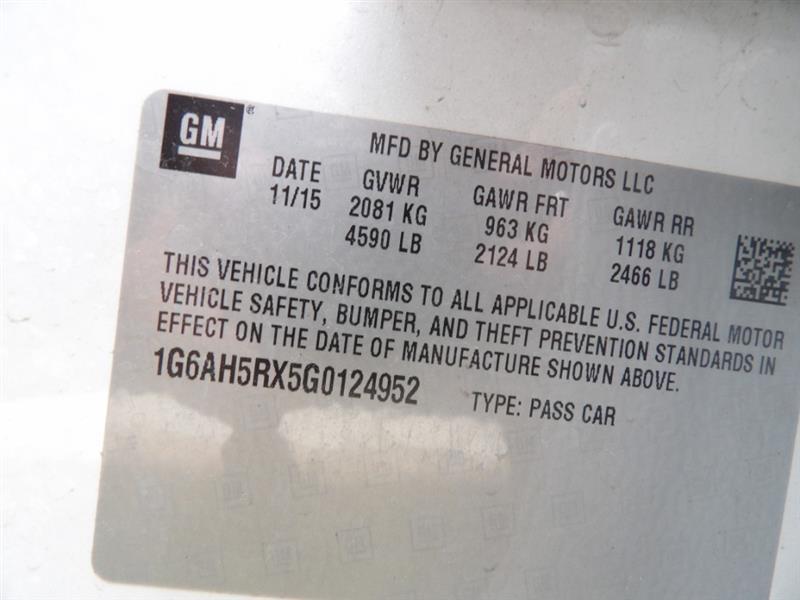 GM
MFD BY GENERAL MOTORS LLC
DATE GVWR GAWR FRT GAWR RR
11/15 2081 KG 963 KG 1118 KG
4590 LB 2124 LB 2466 LB
THIS VEHICLE CONFORMS TO ALL APPLICABLE U.S. FEDERAL MOTOR
VEHICLE SAFETY, BUMPER, AND THEFT PREVENTION STANDARDS IN
EFFECT ON THE DATE OF MANUFACTURE SHOWN ABOVE.
1G6AH5RX5G0124952 TYPE: PASS CAR